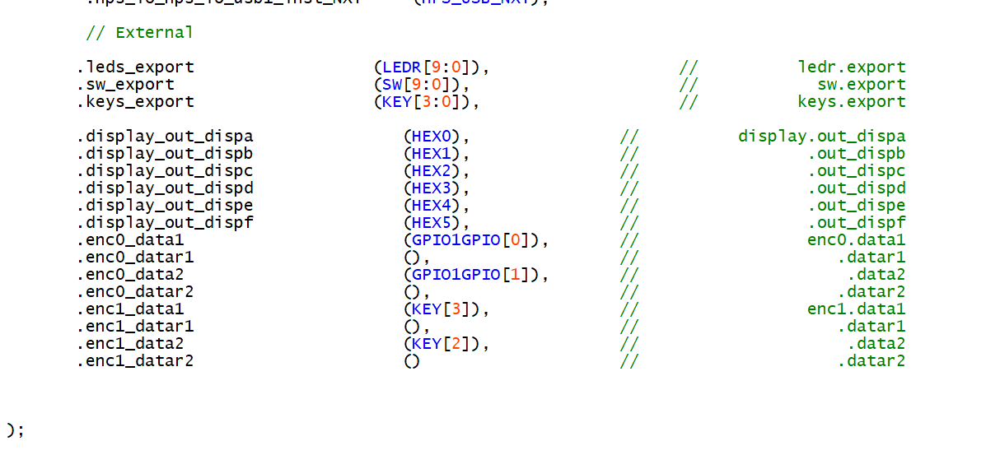 .hps_io_hps_io_usb1_inst_NXT (HPS_USB_NXT),
// External
.leds_export (LEDR[9:0]), // ledr.export
.sw_export (SW[9:0]), // sw.export
.keys_export (KEY[3:0]), // keys.export
.display_out_dispa (HEX0), // display.out_dispa
.display_out_dispb (HEX1), // .out_dispb
.display_out_dispc (HEX2), // .out_dispc
.display_out_dispd (HEX3), // .out_dispd
.display_out_dispe (HEX4), // .out_dispe
.display_out_dispf (HEX5), // .out_dispf
.enc0_data1 (GPIO1GPIO[0]), // enc0.data1
.enc0_datar1 (), // .datar1
.enc0_data2 (GPIO1GPIO[1]), // .data2
.enc0_datar2 (), // .datar2
.enc1_data1 (KEY[3]), // enc1.data1
.enc1_datar1 (), // .datar1
.enc1_data2 (KEY[2]), // .data2
.enc1_datar2 () // .datar2
);